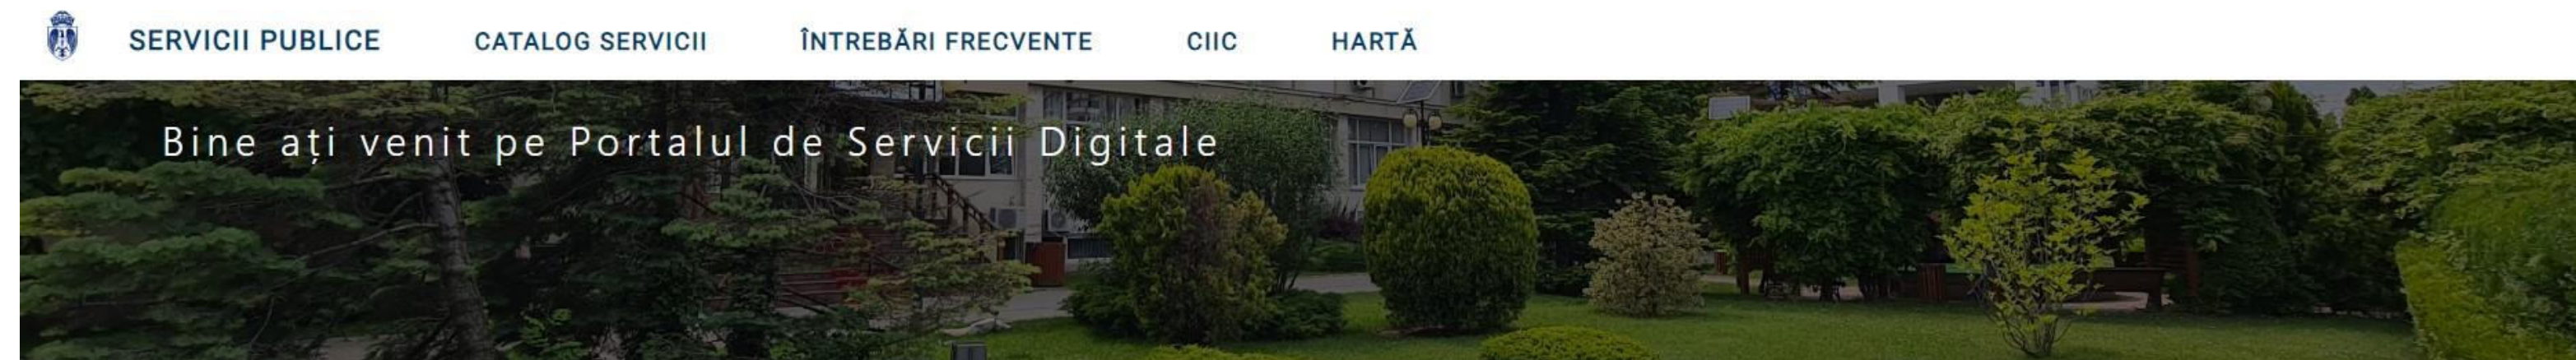 SERVICII PUBLICE CATALOG SERVICII ÎNTREBĂRI FRECVENTE CIIC HARTĂ
Bine ați venit pe Portalul de Servicii Digitale